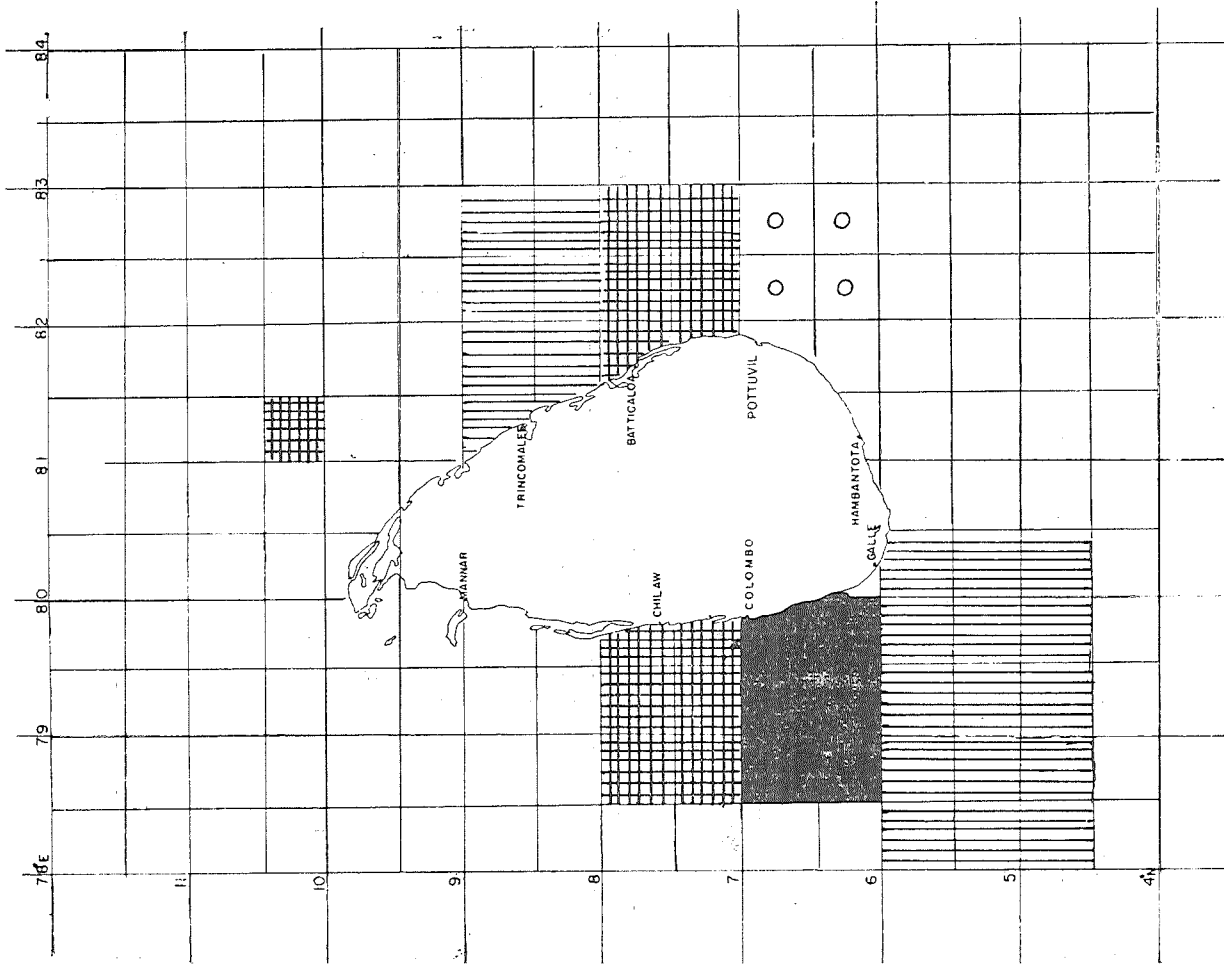 84
83
82
81
80
79
78°E
11
10
9
8
7
6
5
4°N
TRINCOMALEE
BATTICALOA
POTTUVIL
HAMBANTOTA
GALLE
COLOMBO
CHILAW
MANNAR